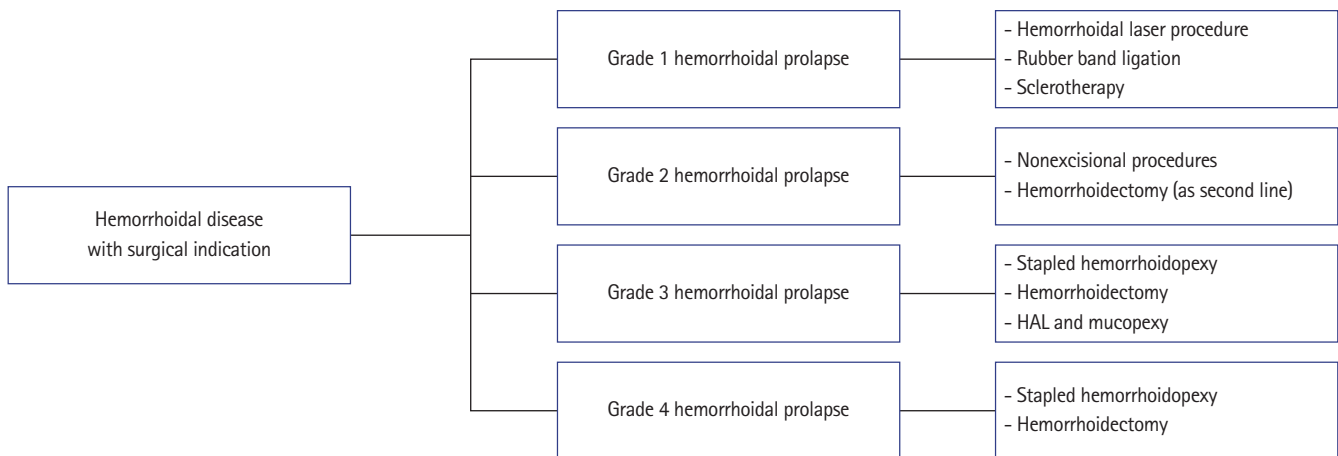 Hemorrhoidal disease
with surgical indication
Grade 1 hemorrhoidal prolapse
- Hemorrhoidal laser procedure
- Rubber band ligation
- Sclerotherapy
Grade 2 hemorrhoidal prolapse
- Nonexcisional procedures
- Hemorrhoidectomy (as second line)
Grade 3 hemorrhoidal prolapse
- Stapled hemorrhoidopexy
- Hemorrhoidectomy
- HAL and mucopexy
Grade 4 hemorrhoidal prolapse
- Stapled hemorrhoidopexy
- Hemorrhoidectomy